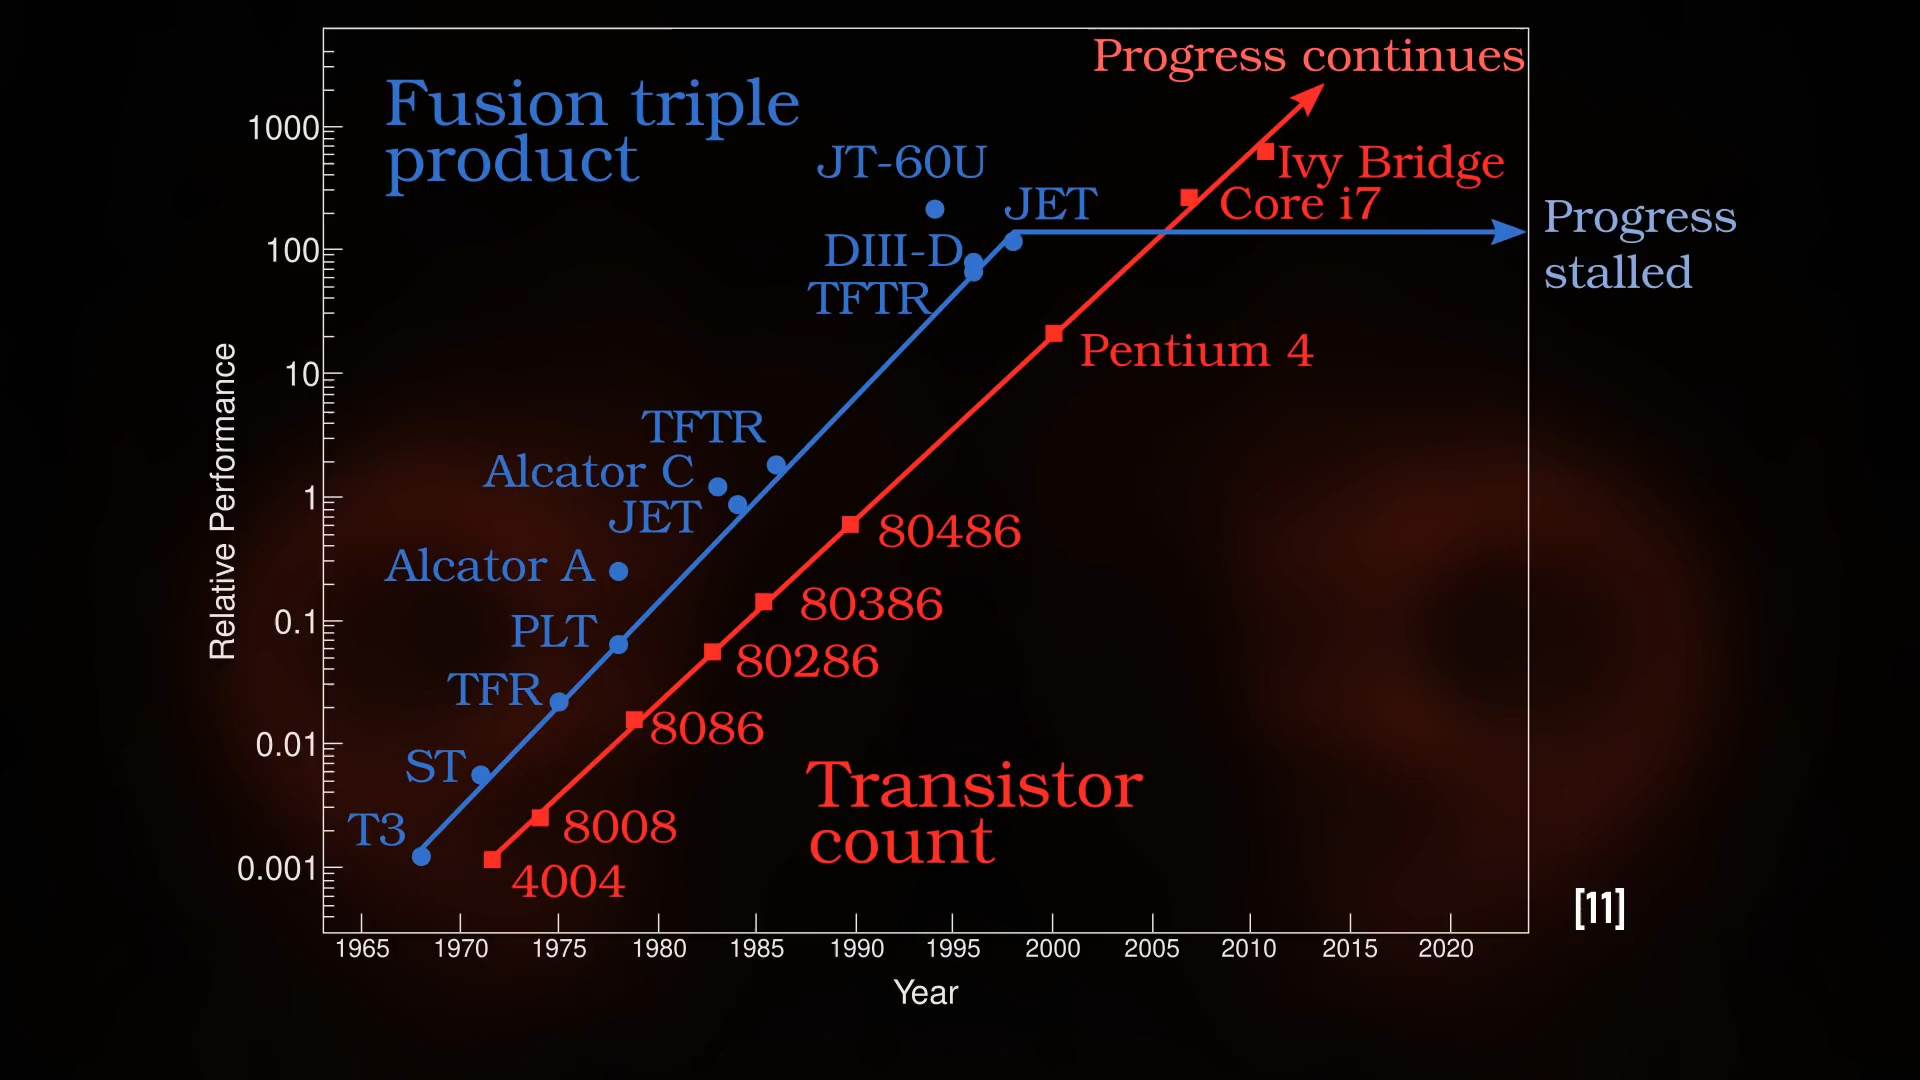 Progress continues
Fusion triple
product
JT-60U
Ivy Bridge
JET
Core i7
Progress
stalled
DIII-D
TFTR
Pentium 4
TFTR
Alcator C
JET
80486
Alcator A
80386
PLT
80286
TFR
8086
ST
Transistor
count
T3
8008
4004
1000
100
10
1
0.1
0.01
0.001
Relative Performance
1965 1970 1975 1980 1985 1990 1995 2000 2005 2010 2015 2020
Year
[11]